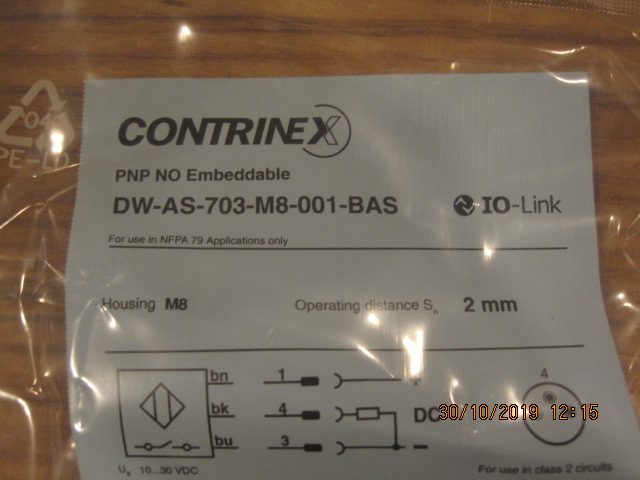 04
PE-LD
CONTRINEX
PNP NO Embeddable
DW-AS-703-M8-001-BAS
IO-Link
For use in NFPA 79 Applications only
Housing M8
Operating distance Sn 2 mm
bn 1 +
bk 4 DC
bu 3 −
4
30/10/2019 12:15
10...30 VDC
For use in class 2 circuits